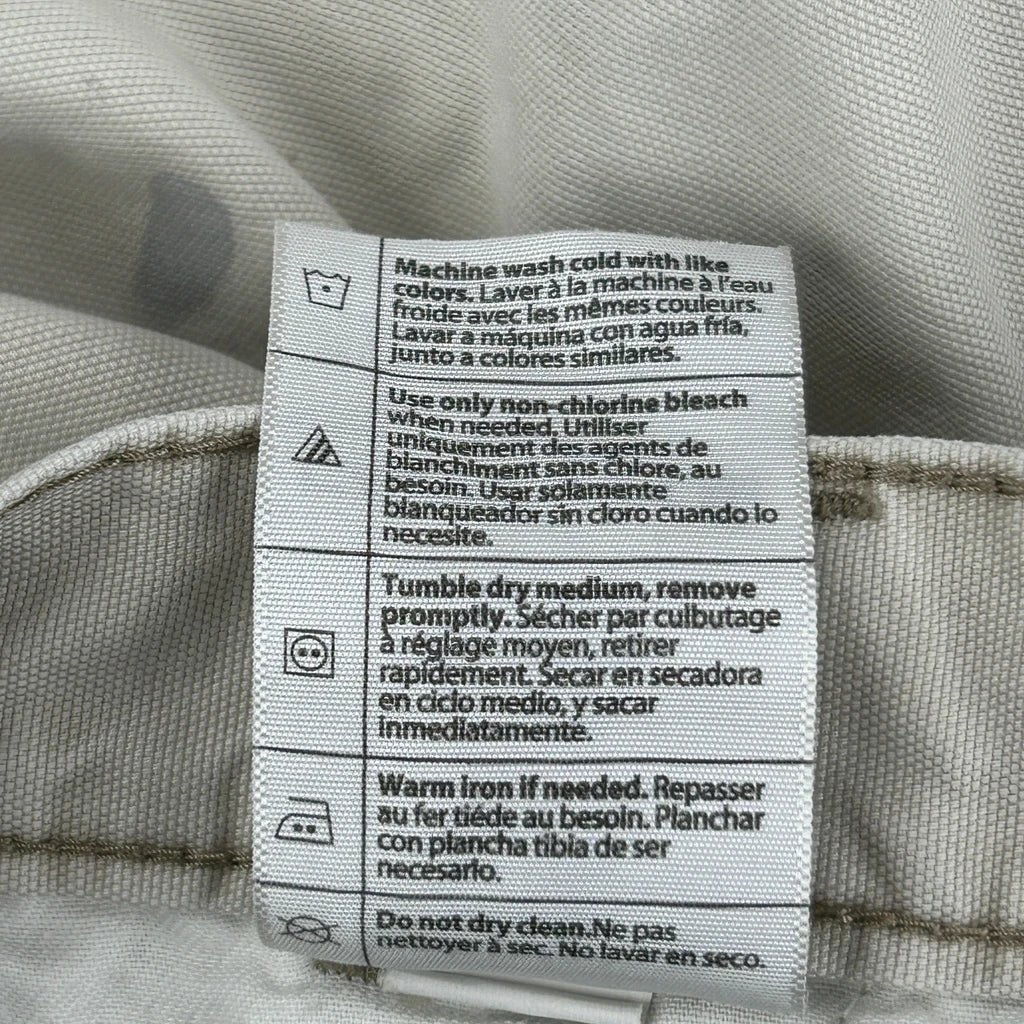 Machine wash cold with like
colors. Laver à la machine à l'eau
froide avec les mêmes couleurs.
Lavar a máquina con agua fría,
junto a colores similares.
Use only non-chlorine bleach
when needed. Utiliser
uniquement des agents de
blanchiment sans chlore, au
besoin. Usar solamente
blanqueador sin cloro cuando lo
necesite.
Tumble dry medium, remove
promptly. Sécher par culbutage
à réglage moyen, retirer
rapidement. Secar en secadora
en ciclo medio, y sacar
inmediatamenté.
Warm iron if needed. Repasser
au fer tiéde au besoin. Planchar
con plancha tibia de ser
necesario.
Do not dry clean.Ne pas
nettoyer à sec. No lavar en seco.